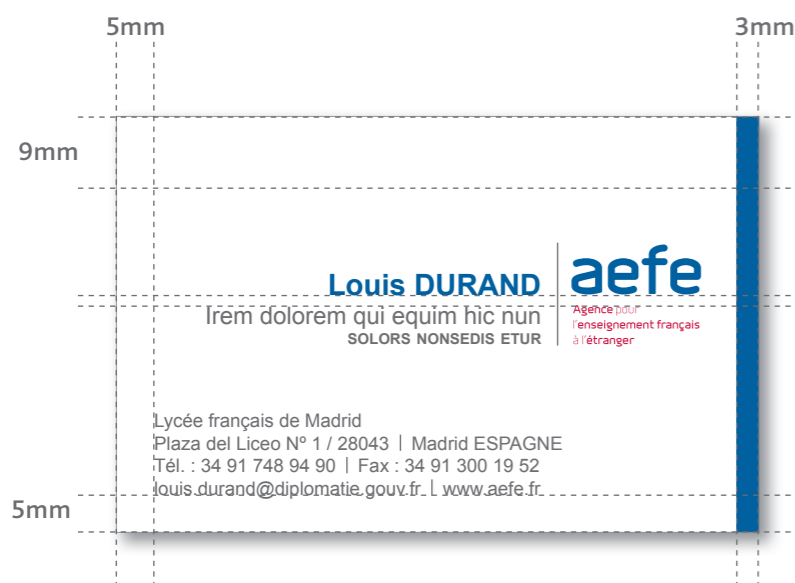 5mm
3mm
9mm
Louis DURAND
Irem dolorem qui equim hic nun
SOLORS NONSEDIS ETUR
aefe
Agence pour
l'enseignement français
à l'étranger
Lycée français de Madrid
Plaza del Liceo Nº 1 / 28043 | Madrid ESPAGNE
Tél. : 34 91 748 94 90 | Fax : 34 91 300 19 52
louis.durand@diplomatie.gouv.fr | www.aefe.fr
5mm